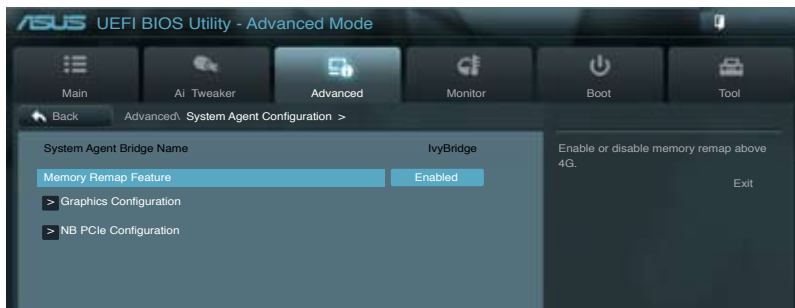 ASUS UEFI BIOS Utility - Advanced Mode
Main Ai Tweaker Advanced Monitor Boot Tool
Back Advanced\ System Agent Configuration >
System Agent Bridge Name IvyBridge
Memory Remap Feature Enabled
> Graphics Configuration
> NB PCIe Configuration
Enable or disable memory remap above
4G.
Exit